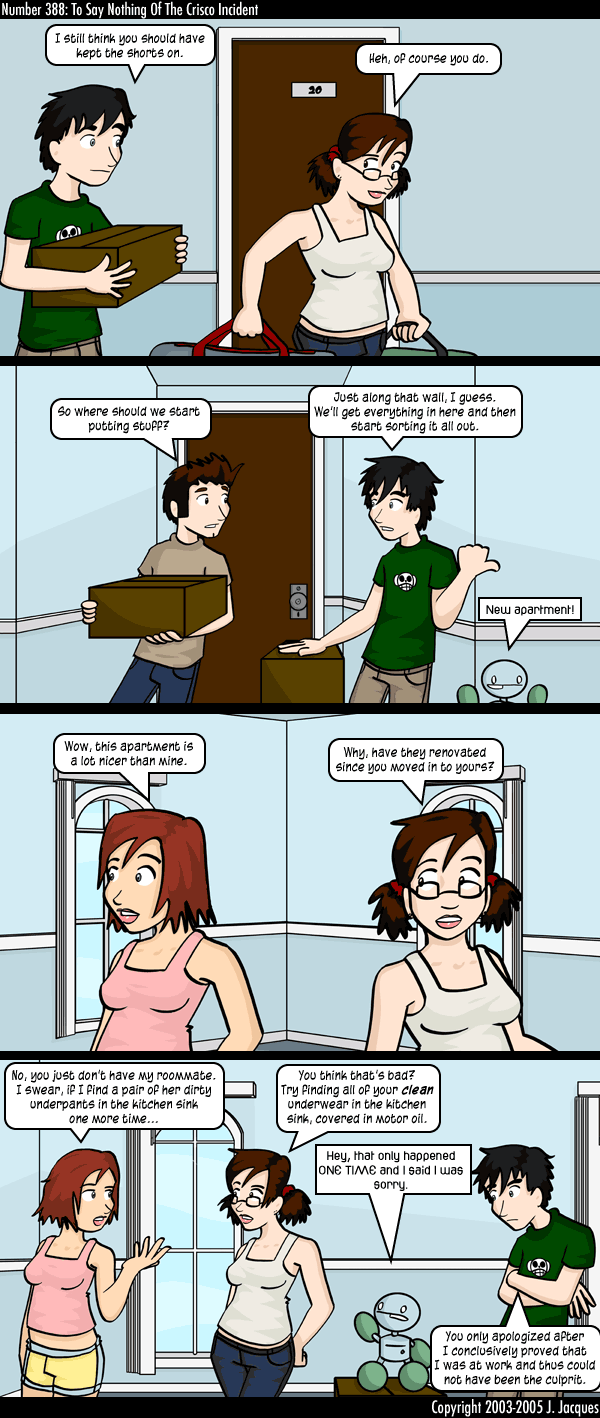 Number 388: To Say Nothing Of The Crisco Incident
I still think you should have
kept the shorts on.
Heh, of course you do.
20
So where should we start
putting stuff?
Just along that wall, I guess.
We'll get everything in here and then
start sorting it all out.
New apartment!
Wow, this apartment is
a lot nicer than mine.
Why, have they renovated
since you moved in to yours?
No, you just don't have my roommate.
I swear, if I find a pair of her dirty
underpants in the kitchen sink
one more time...
You think that's bad?
Try finding all of your clean
underwear in the kitchen
sink, covered in motor oil.
Hey, that only happened
ONE TIME and I said I was
sorry.
You only apologized after
I conclusively proved that
I was at work and thus could
not have been the culprit.
Copyright 2003-2005 J. Jacques